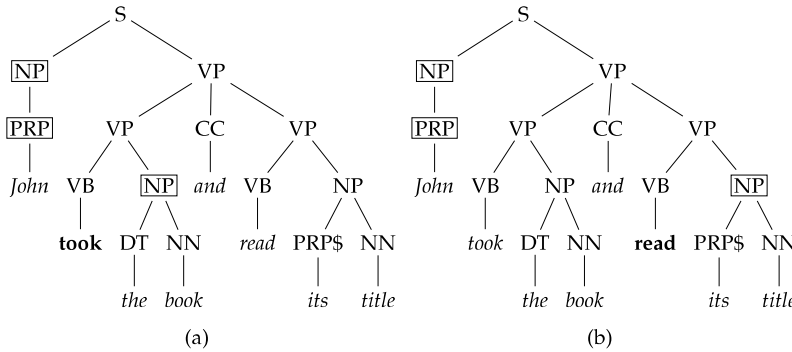 S S
NP VP NP VP
PRP VP CC VP PRP VP CC VP
John VB NP and VB NP John VB NP and VB NP
took DT NN read PRP$ NN took DT NN read PRP$ NN
the book its title the book its title
(a) (b)